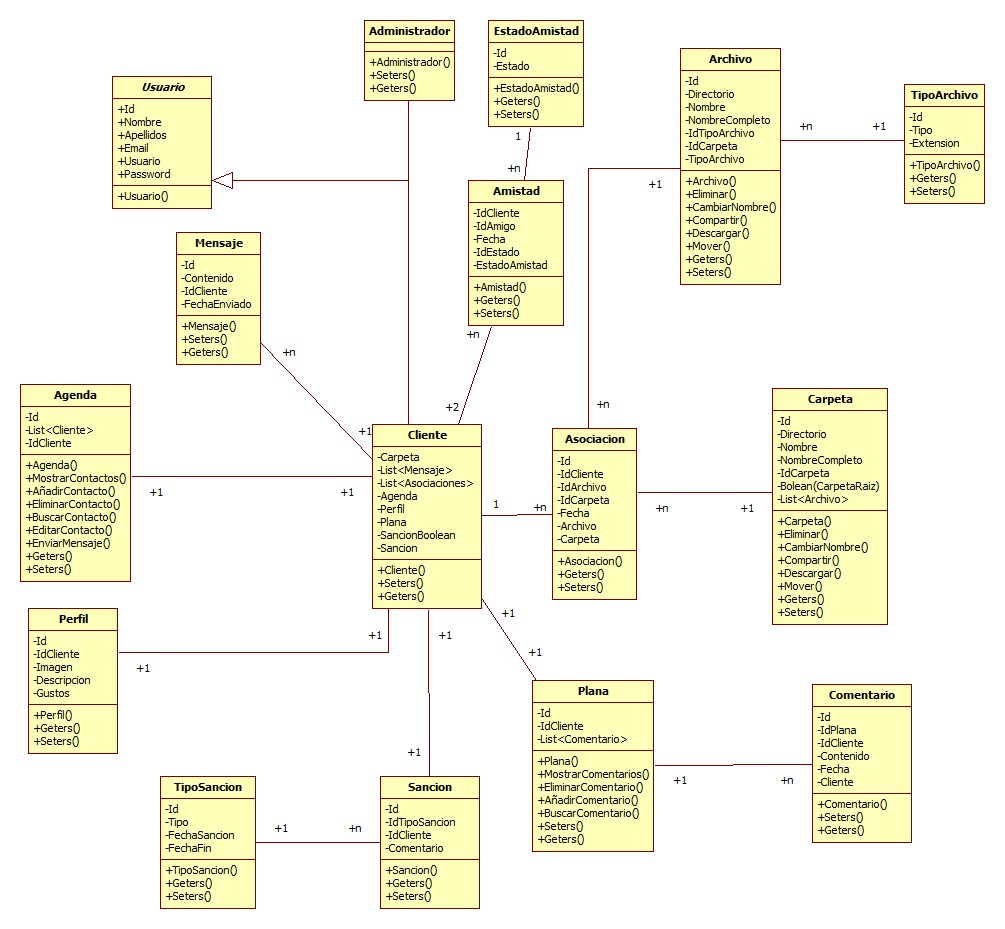 Administrador
+Administrador()
+Seters()
+Geters()
EstadoAmistad
-Id
-Estado
+EstadoAmistad()
+Geters()
+Seters()
Archivo
-Id
-Directorio
-Nombre
-NombreCompleto
-IdTipoArchivo
-IdCarpeta
-TipoArchivo
+Archivo()
+Eliminar()
+CambiarNombre()
+Compartir()
+Descargar()
+Mover()
+Geters()
+Seters()
TipoArchivo
-Id
-Tipo
-Extension
+TipoArchivo()
+Geters()
+Seters()
+n
+1
Usuario
+Id
+Nombre
+Apellidos
+Email
+Usuario
+Password
+Usuario()
1
+n
Amistad
-IdCliente
-IdAmigo
-Fecha
-IdEstado
-EstadoAmistad
+Amistad()
+Geters()
+Seters()
+1
Mensaje
-Id
-Contenido
-IdCliente
-FechaEnviado
+Mensaje()
+Seters()
+Geters()
+n
+n
+2
+n
+1
Agenda
-Id
-List<Cliente>
-IdCliente
+Agenda()
+MostrarContactos()
+AñadirContacto()
+EliminarContacto()
+BuscarContacto()
+EditarContacto()
+EnviarMensaje()
+Geters()
+Seters()
+1
+1
Cliente
-Carpeta
-List<Mensaje>
-List<Asociaciones>
-Agenda
-Perfil
-Plana
-SancionBoolean
-Sancion
+Cliente()
+Seters()
+Geters()
1
+n
Asociacion
-Id
-IdCliente
-IdArchivo
-IdCarpeta
-Fecha
-Archivo
-Carpeta
+Asociacion()
+Geters()
+Seters()
+n
+1
Carpeta
-Id
-Directorio
-Nombre
-NombreCompleto
-IdCarpeta
-Bolean(CarpetaRaiz)
-List<Archivo>
+Carpeta()
+Eliminar()
+CambiarNombre()
+Compartir()
+Descargar()
+Mover()
+Geters()
+Seters()
Perfil
-Id
-IdCliente
-Imagen
-Descripcion
-Gustos
+Perfil()
+Geters()
+Seters()
+1
+1
+1
+1
+1
+1
Plana
-Id
-IdCliente
-List<Comentario>
+Plana()
+MostrarComentarios()
+EliminarComentario()
+AñadirComentario()
+BuscarComentario()
+Seters()
+Geters()
+1
+n
Comentario
-Id
-IdPlana
-IdCliente
-Contenido
-Fecha
-Cliente
+Comentario()
+Seters()
+Geters()
TipoSancion
-Id
-Tipo
-FechaSancion
-FechaFin
+TipoSancion()
+Geters()
+Seters()
+1
+n
Sancion
-Id
-IdTipoSancion
-IdCliente
-Comentario
+Sancion()
+Geters()
+Seters()